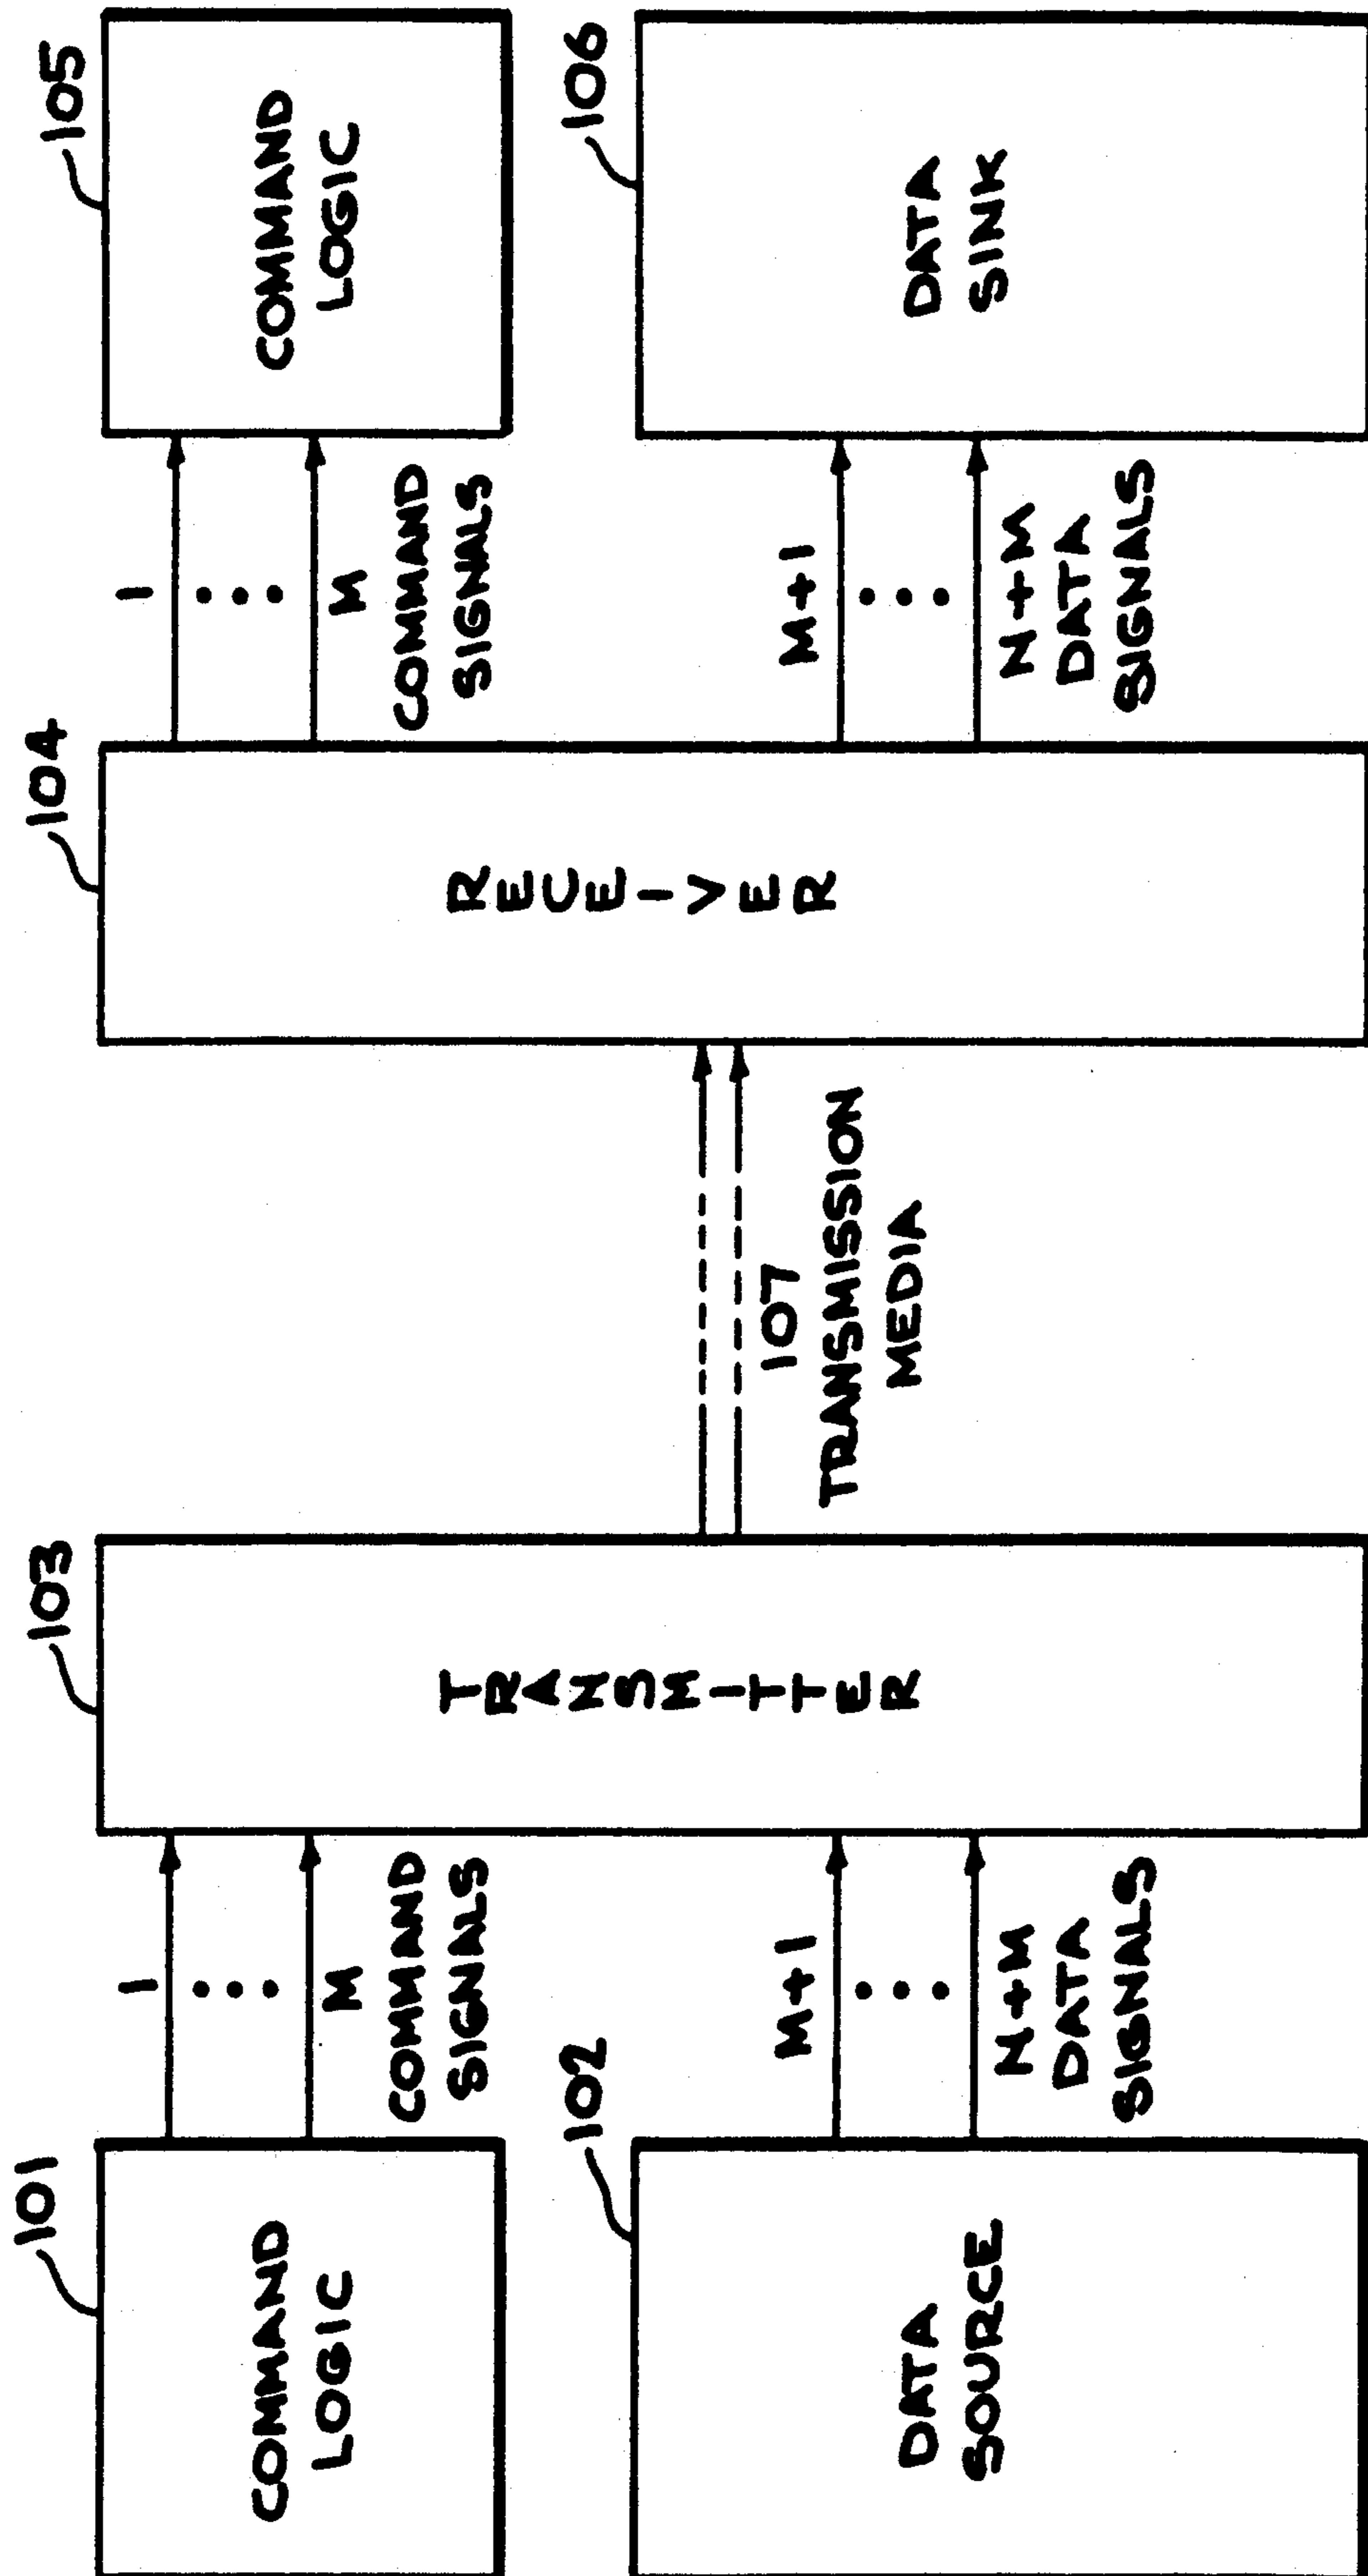 101
COMMAND
LOGIC
1
M
COMMAND
SIGNALS
103
TRANSMITTER
107
TRANSMISSION
MEDIA
104
RECEIVER
1
M
COMMAND
SIGNALS
105
COMMAND
LOGIC
102
DATA
SOURCE
M+1
N+M
DATA
SIGNALS
M+1
N+M
DATA
SIGNALS
106
DATA
SINK